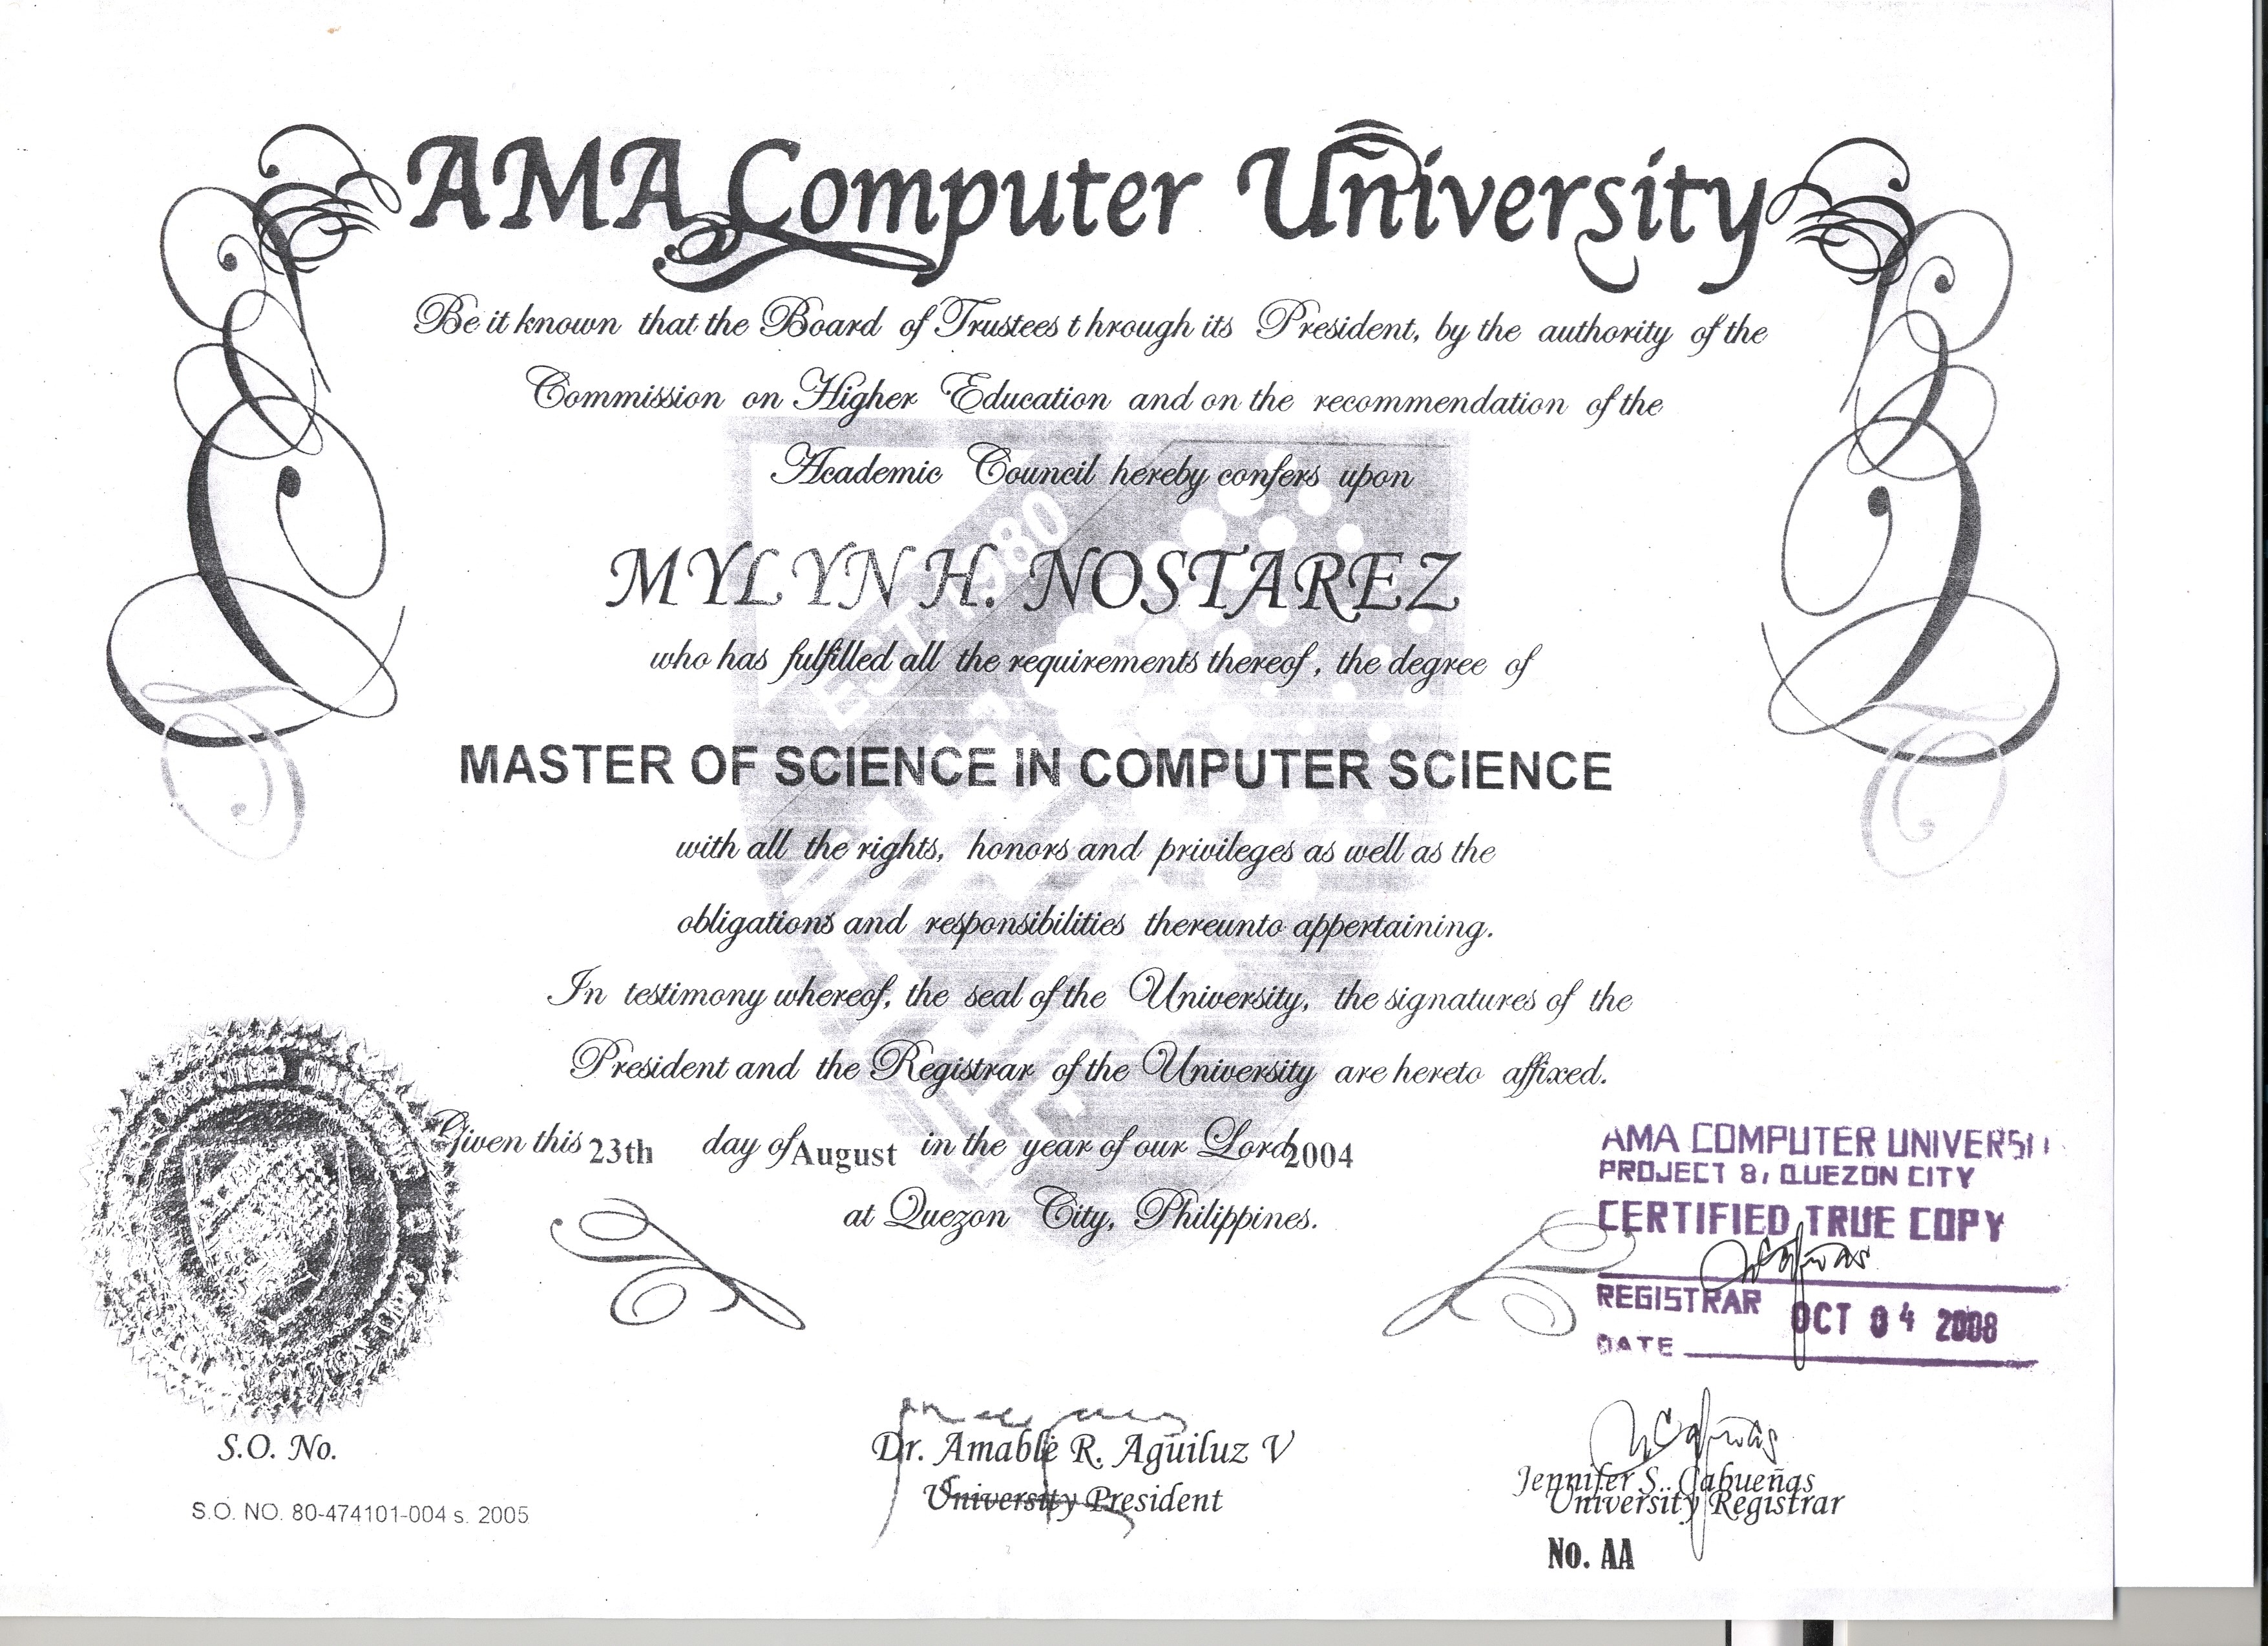 AMA Computer University
Be it known that the Board of Trustees t hrough its President, by the authority of the
Commission on Higher Education and on the recommendation of the
Academic Council hereby confers upon
EST. 1980
MYLYN H. NOSTAREZ
who has fulfilled all the requirements thereof, the degree of
MASTER OF SCIENCE IN COMPUTER SCIENCE
with all the rights, honors and privileges as well as the
obligations and responsibilities thereunto appertaining.
In testimony whereof, the seal of the University, the signatures of the
President and the Registrar of the University are hereto affixed.
Given this 23th day of August in the year of our Lord 2004
at Quezon City, Philippines.
AMA COMPUTER UNIVERSI
PROJECT 8, QUEZON CITY
CERTIFIED TRUE COPY
REGISTRAR
DATE OCT 04 2008
S.O. No.
S.O. NO. 80-474101-004 s. 2005
Dr. Amable R. Aguiluz V
University President
Jennifer S. Cabueñas
University Registrar
No. AA